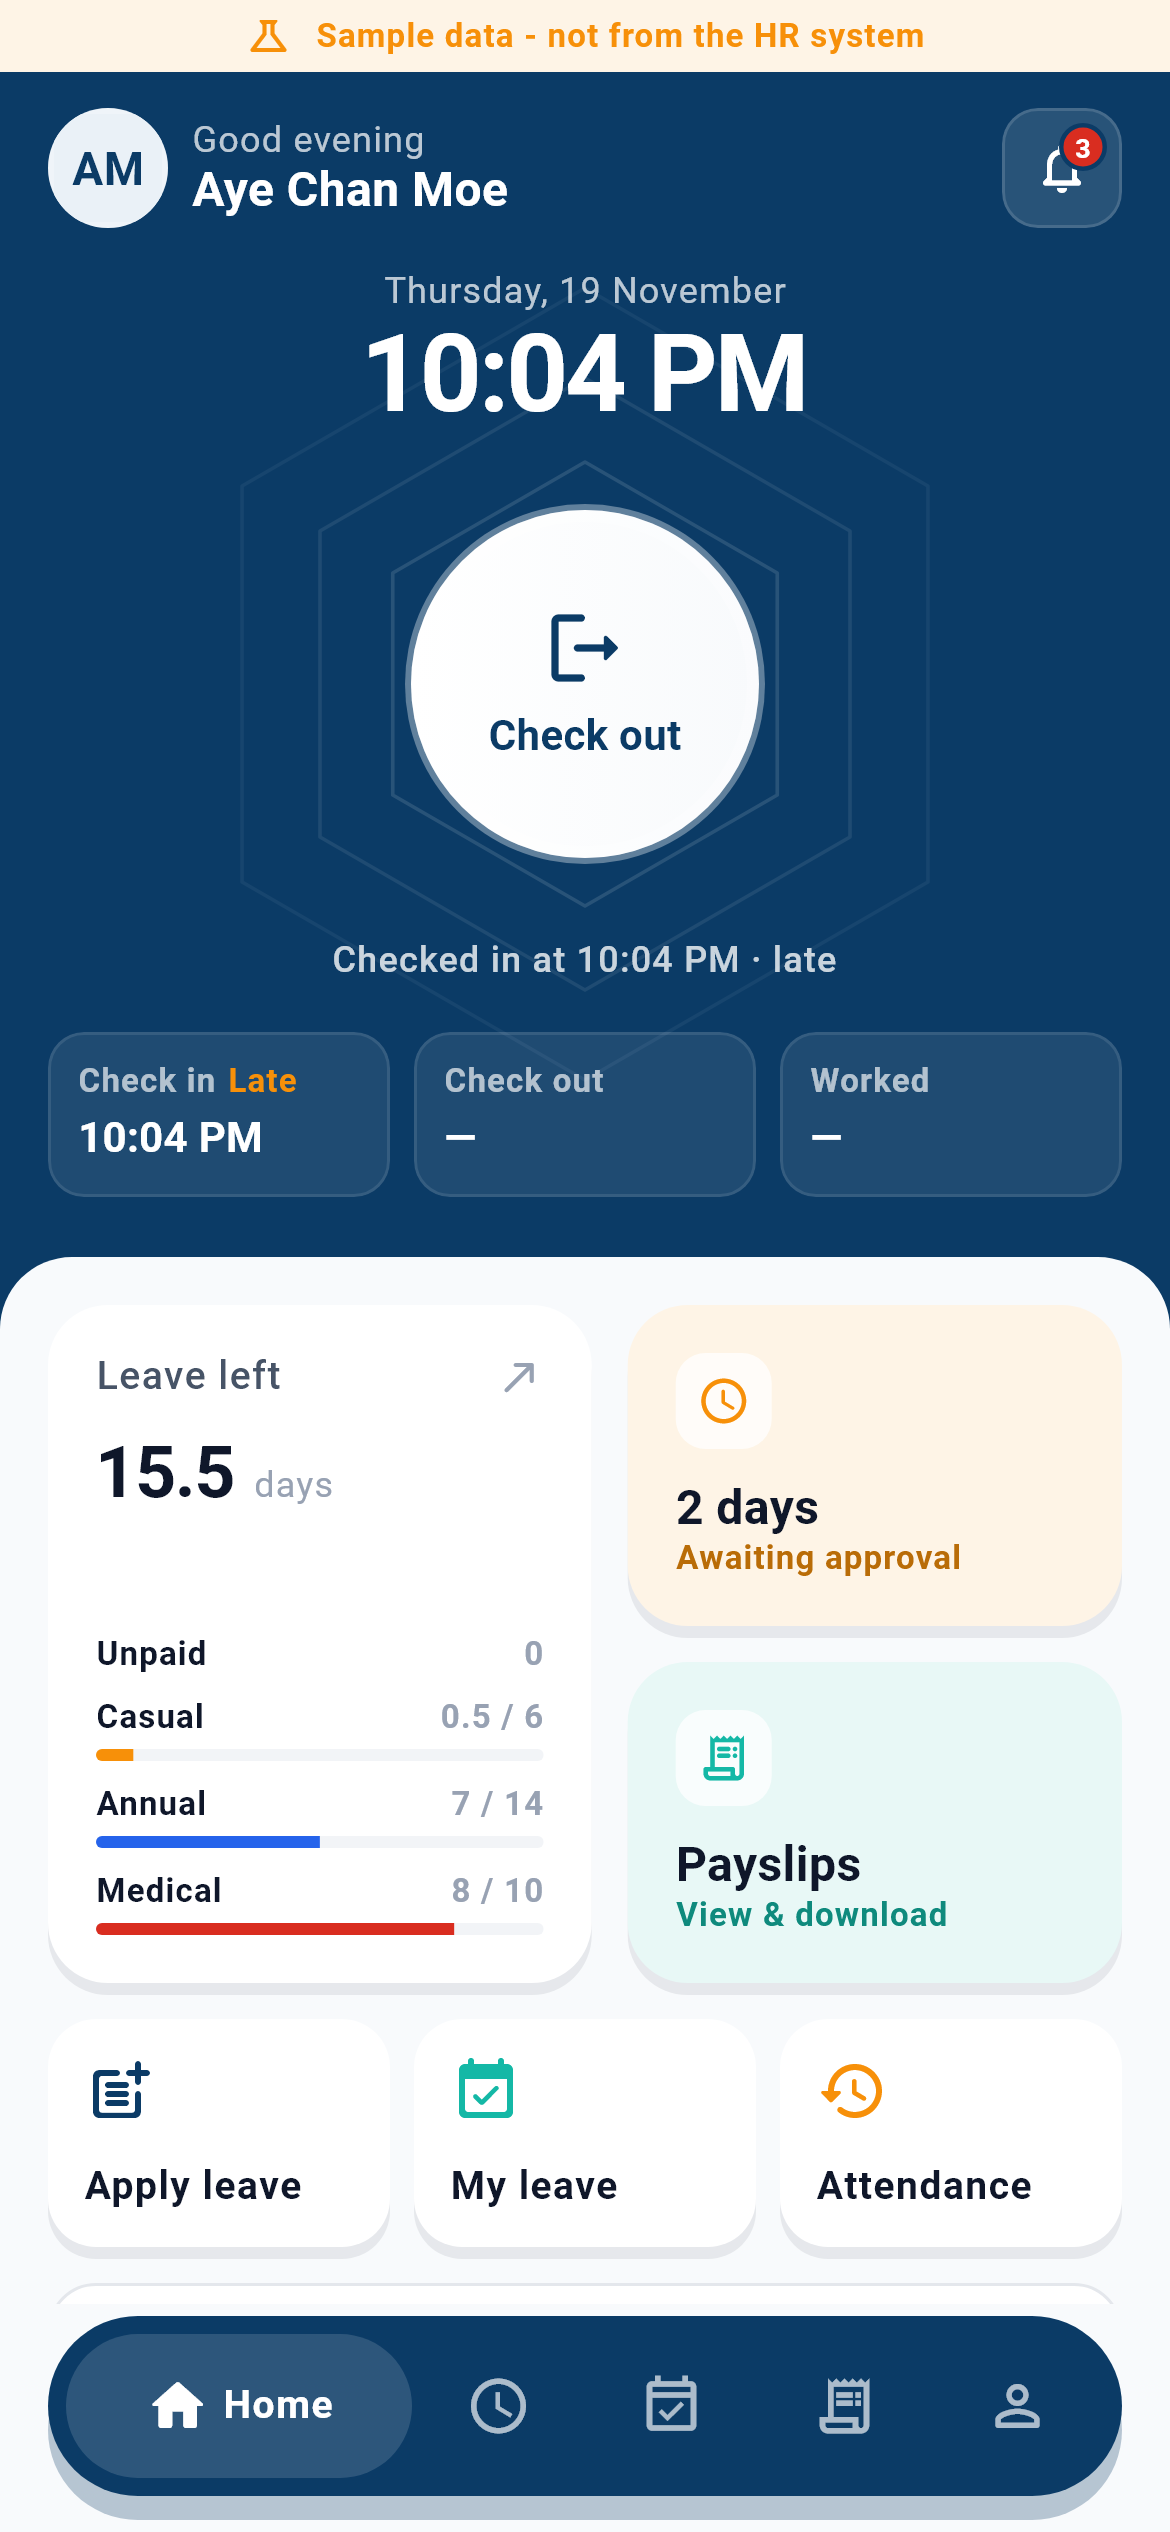 Sample data - not from the HR system
AM
Good evening
Aye Chan Moe
3
Thursday, 19 November
10:04 PM
Check out
Checked in at 10:04 PM · late
Check in Late
10:04 PM
Check out
—
Worked
—
Leave left
15.5 days
Unpaid 0
Casual 0.5 / 6
Annual 7 / 14
Medical 8 / 10
2 days
Awaiting approval
Payslips
View & download
Apply leave
My leave
Attendance
Home